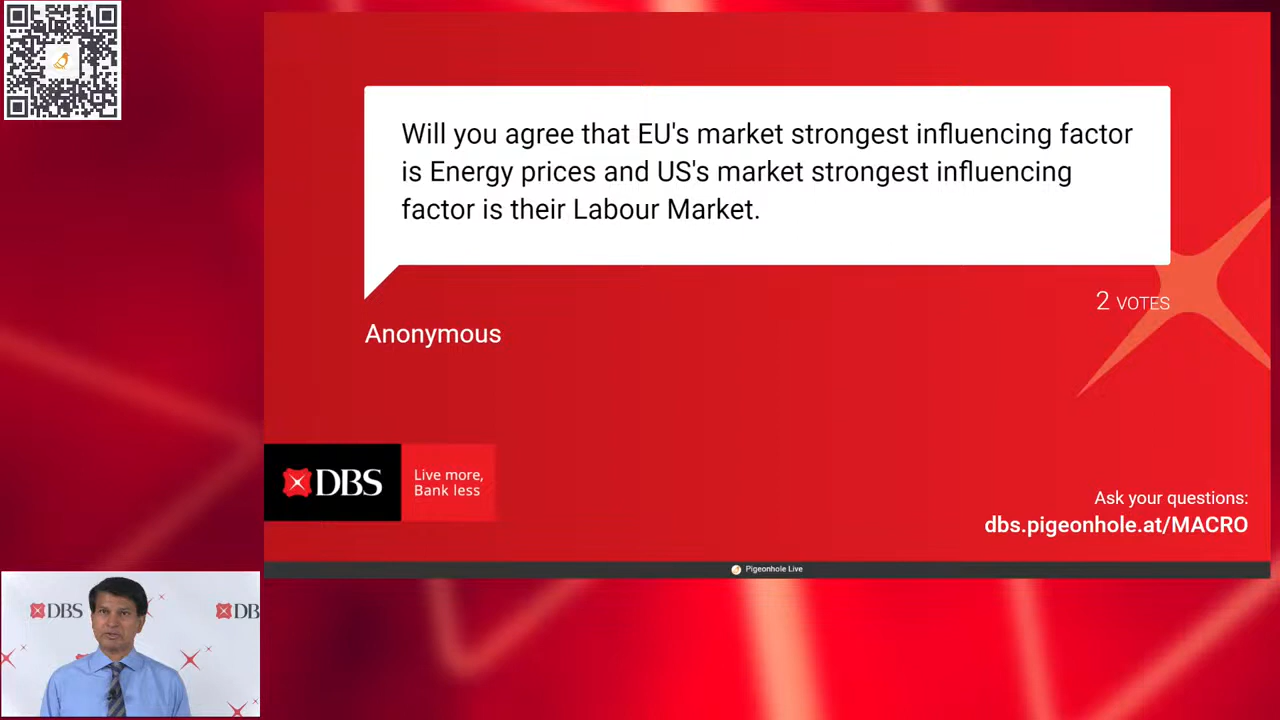 Will you agree that EU's market strongest influencing factor
is Energy prices and US's market strongest influencing
factor is their Labour Market.
2 VOTES
Anonymous
DBS
Live more,
Bank less
Ask your questions:
dbs.pigeonhole.at/MACRO
Pigeonhole Live
DBS
DB